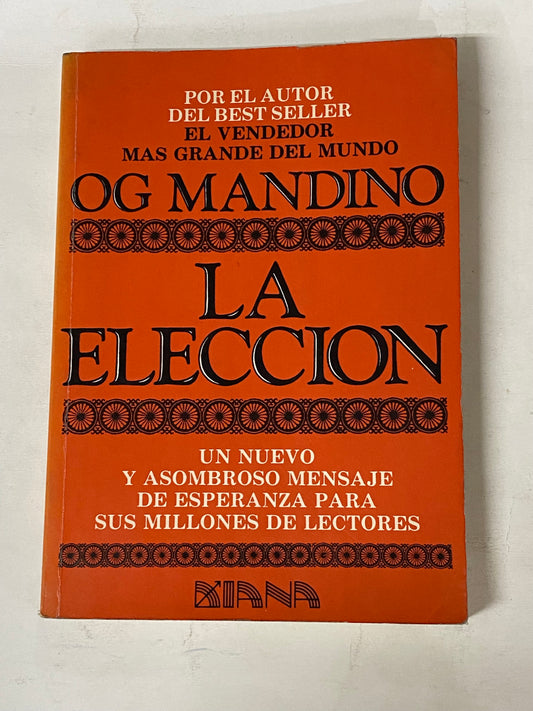 POR EL AUTOR
DEL BEST SELLER
EL VENDEDOR
MAS GRANDE DEL MUNDO
OG MANDINO
LA
ELECCION
UN NUEVO
Y ASOMBROSO MENSAJE
DE ESPERANZA PARA
SUS MILLONES DE LECTORES
DIANA